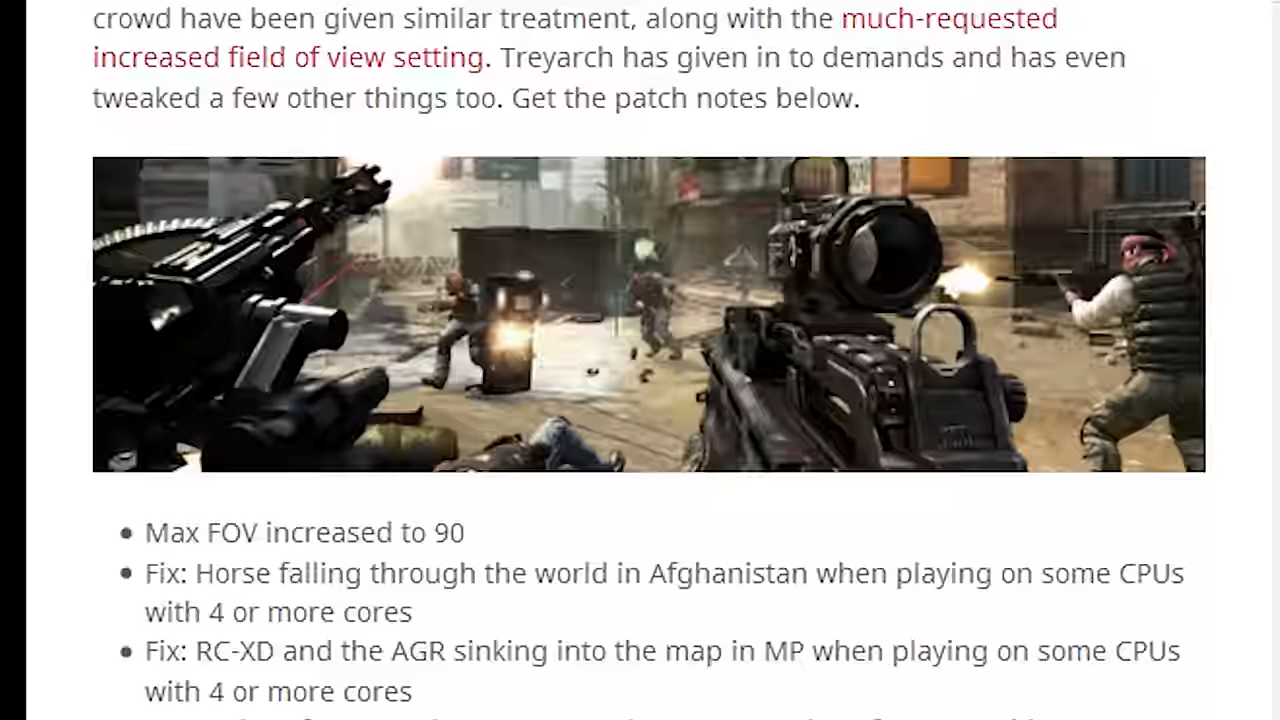 crowd have been given similar treatment, along with the much-requested
increased field of view setting. Treyarch has given in to demands and has even
tweaked a few other things too. Get the patch notes below.
• Max FOV increased to 90
• Fix: Horse falling through the world in Afghanistan when playing on some CPUs
with 4 or more cores
• Fix: RC-XD and the AGR sinking into the map in MP when playing on some CPUs
with 4 or more cores